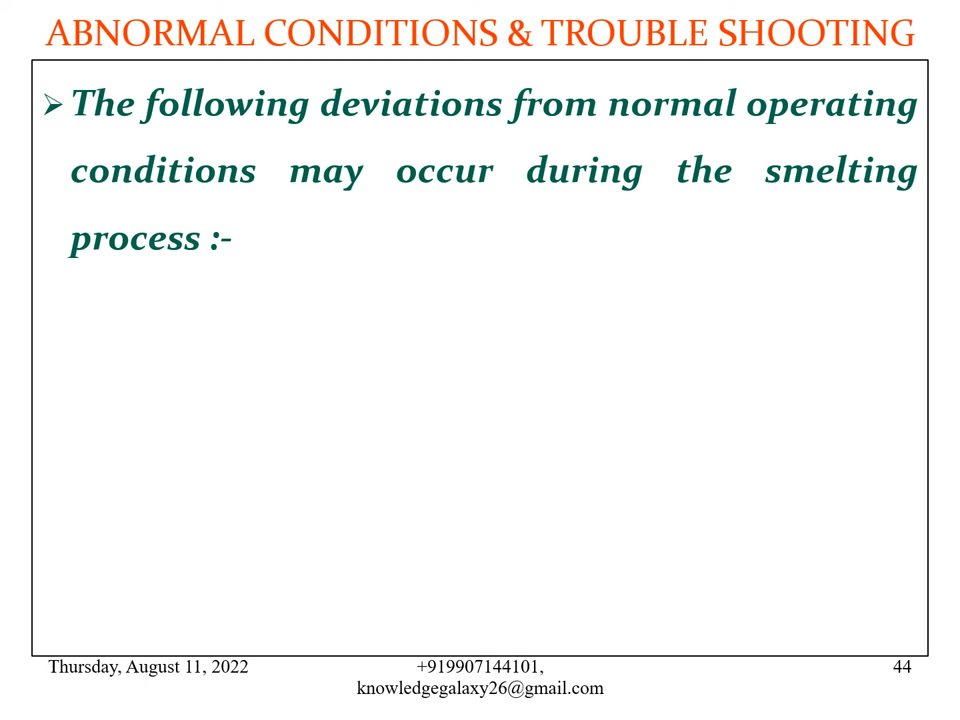 ABNORMAL CONDITIONS & TROUBLE SHOOTING
➢ The following deviations from normal operating
conditions may occur during the smelting
process :-
Thursday, August 11, 2022
+919907144101,
knowledgegalaxy26@gmail.com
44